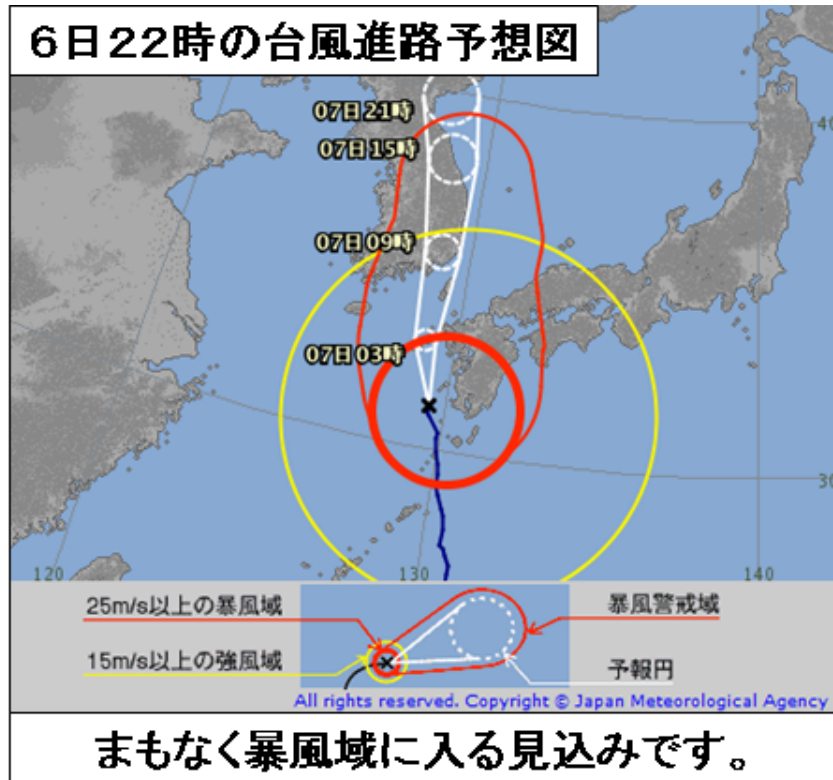 6日22時の台風進路予想図
07日21時
07日15時
07日09時
07日03時
40
30
120
130
140
25m/s以上の暴風域
暴風警戒域
15m/s以上の強風域
予報円
All rights reserved. Copyright © Japan Meteorological Agency
まもなく暴風域に入る見込みです。